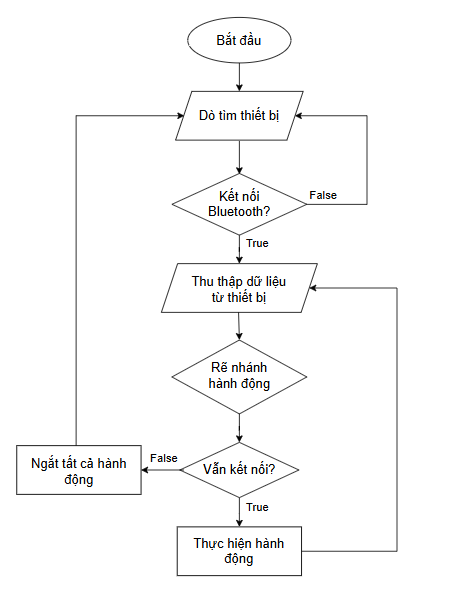 Bắt đầu
Dò tìm thiết bị
Kết nối
Bluetooth?
False
True
Thu thập dữ liệu
từ thiết bị
Rẽ nhánh
hành động
Vẫn kết nối?
False
Ngắt tất cả hành
động
True
Thực hiện hành
động